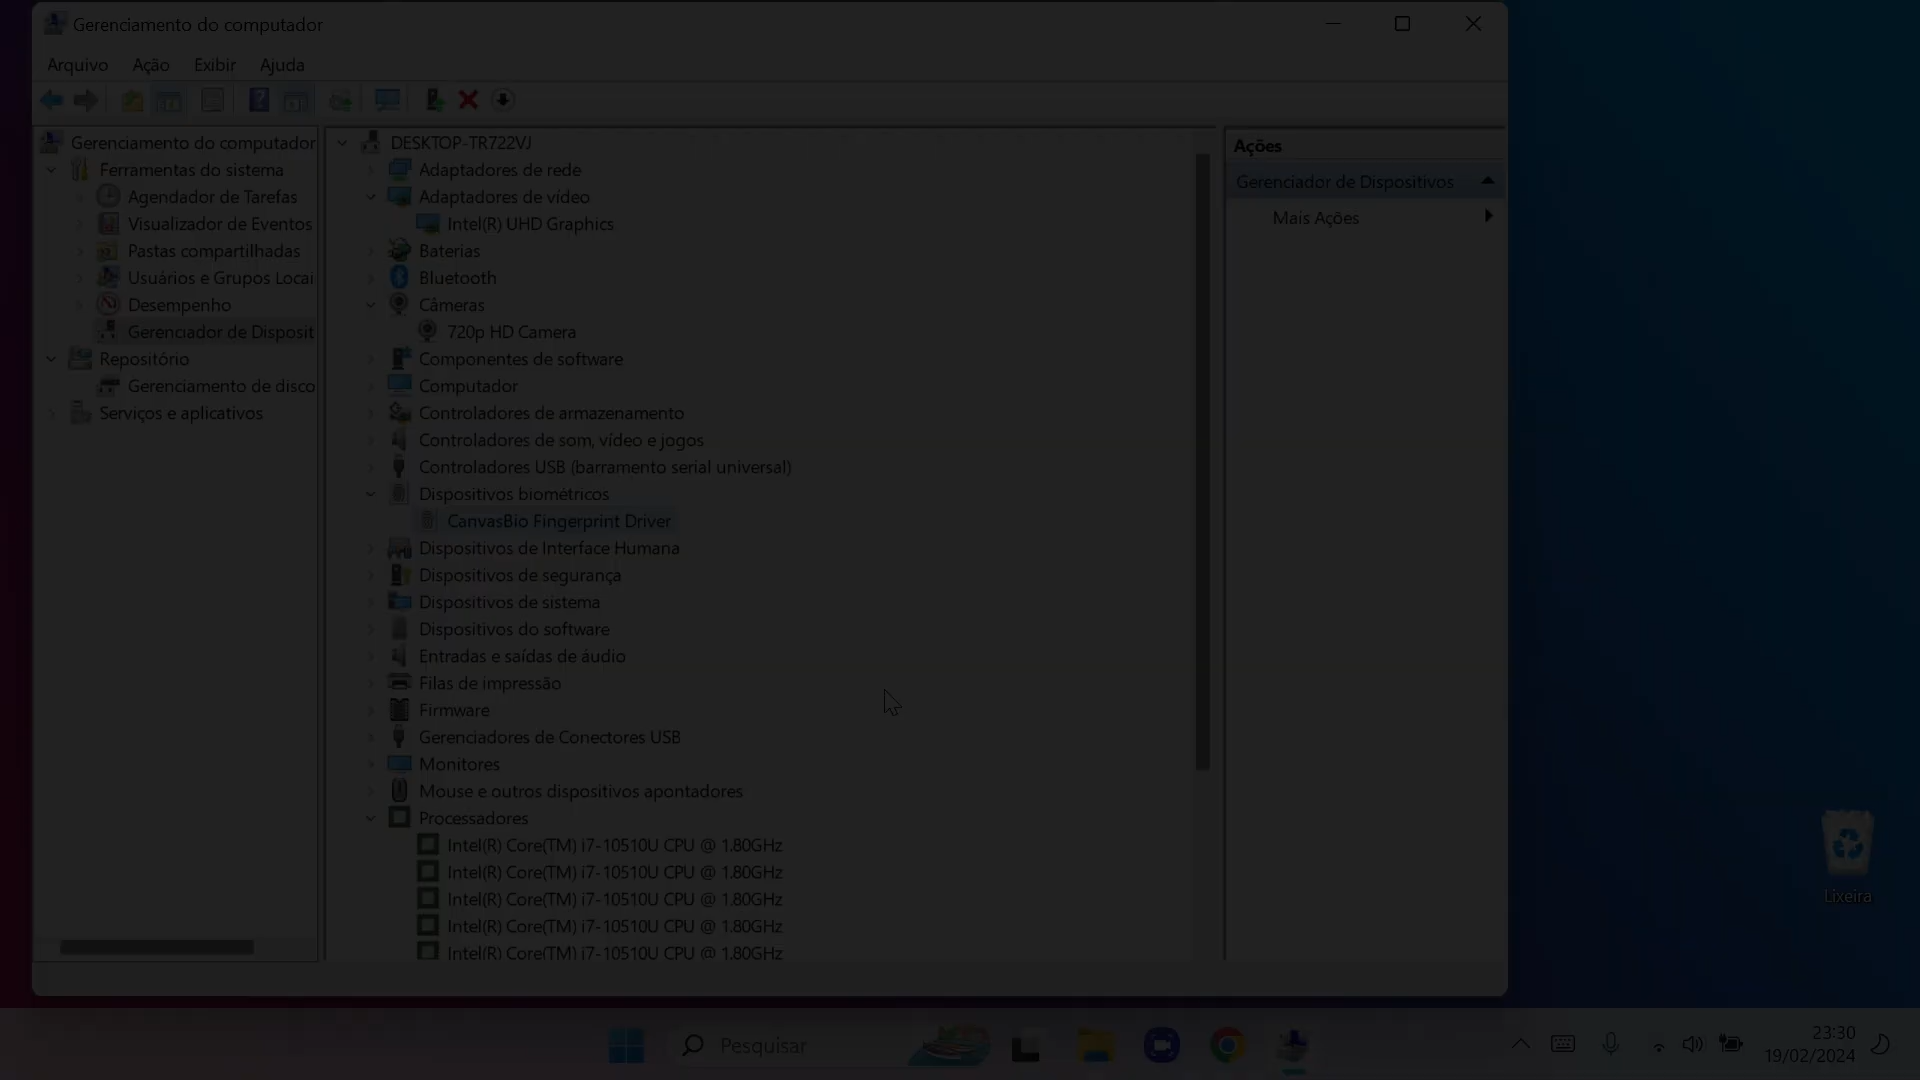 Gerenciamento do computador
Arquivo Ação Exibir Ajuda
Gerenciamento do computador
Ferramentas do sistema
Agendador de Tarefas
Visualizador de Eventos
Pastas compartilhadas
Usuários e Grupos Locai
Desempenho
Gerenciador de Disposit
Repositório
Gerenciamento de disco
Serviços e aplicativos
DESKTOP-TR722VJ
Adaptadores de rede
Adaptadores de vídeo
Intel(R) UHD Graphics
Baterias
Bluetooth
Câmeras
720p HD Camera
Componentes de software
Computador
Controladores de armazenamento
Controladores de som, vídeo e jogos
Controladores USB (barramento serial universal)
Dispositivos biométricos
CanvasBio Fingerprint Driver
Dispositivos de Interface Humana
Dispositivos de segurança
Dispositivos de sistema
Dispositivos do software
Entradas e saídas de áudio
Filas de impressão
Firmware
Gerenciadores de Conectores USB
Monitores
Mouse e outros dispositivos apontadores
Processadores
Intel(R) Core(TM) i7-10510U CPU @ 1.80GHz
Intel(R) Core(TM) i7-10510U CPU @ 1.80GHz
Intel(R) Core(TM) i7-10510U CPU @ 1.80GHz
Intel(R) Core(TM) i7-10510U CPU @ 1.80GHz
Intel(R) Core(TM) i7-10510U CPU @ 1.80GHz
Ações
Gerenciador de Dispositivos
Mais Ações
Lixeira
Pesquisar
23:30
19/02/2024